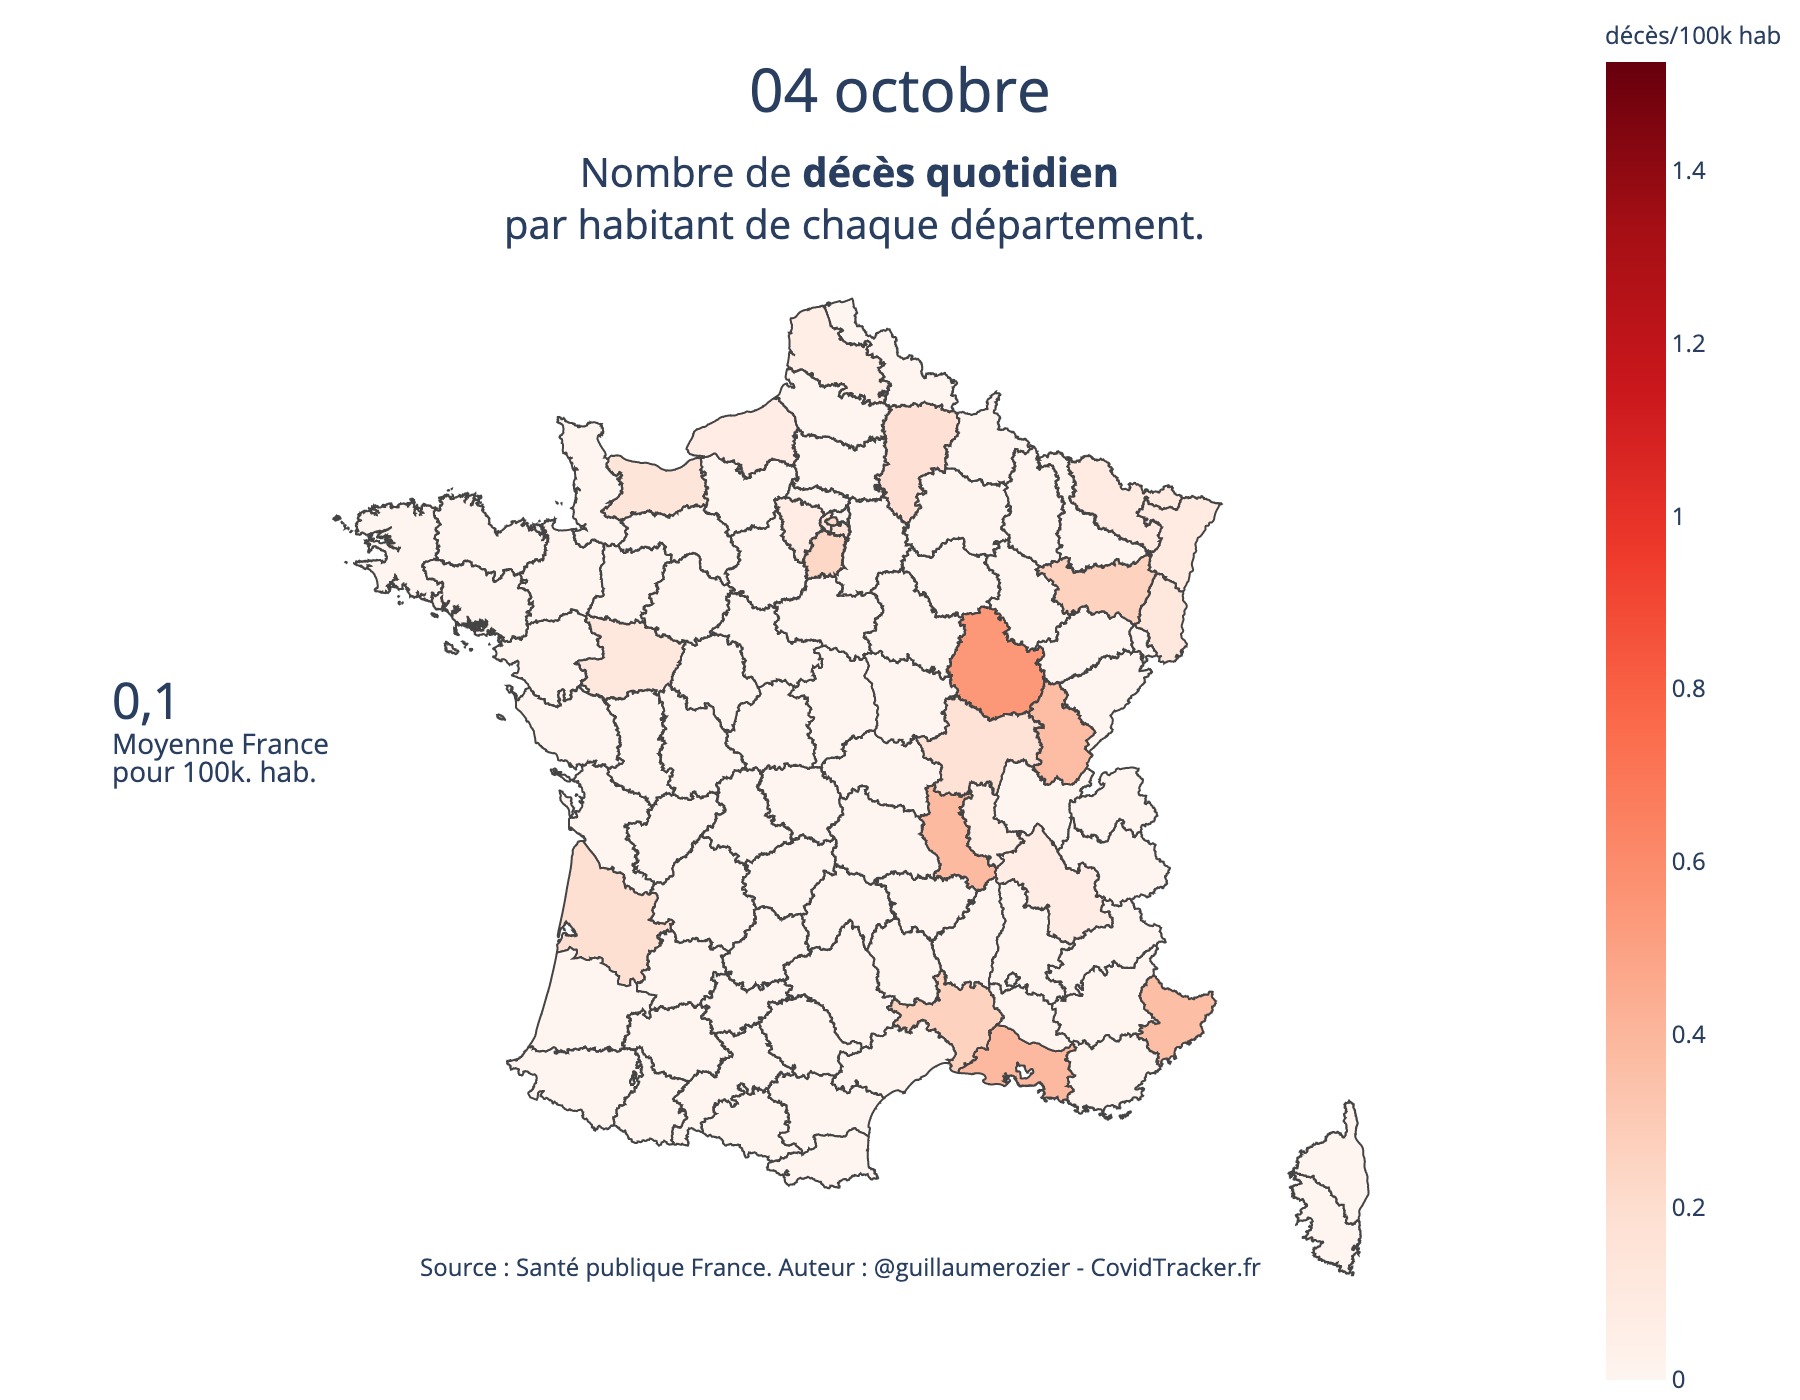 décès/100k hab
04 octobre
Nombre de décès quotidien
par habitant de chaque département.
1.4
1.2
1
0.8
0.6
0.4
0.2
0
0,1
Moyenne France
pour 100k. hab.
Source : Santé publique France. Auteur : @guillaumerozier - CovidTracker.fr